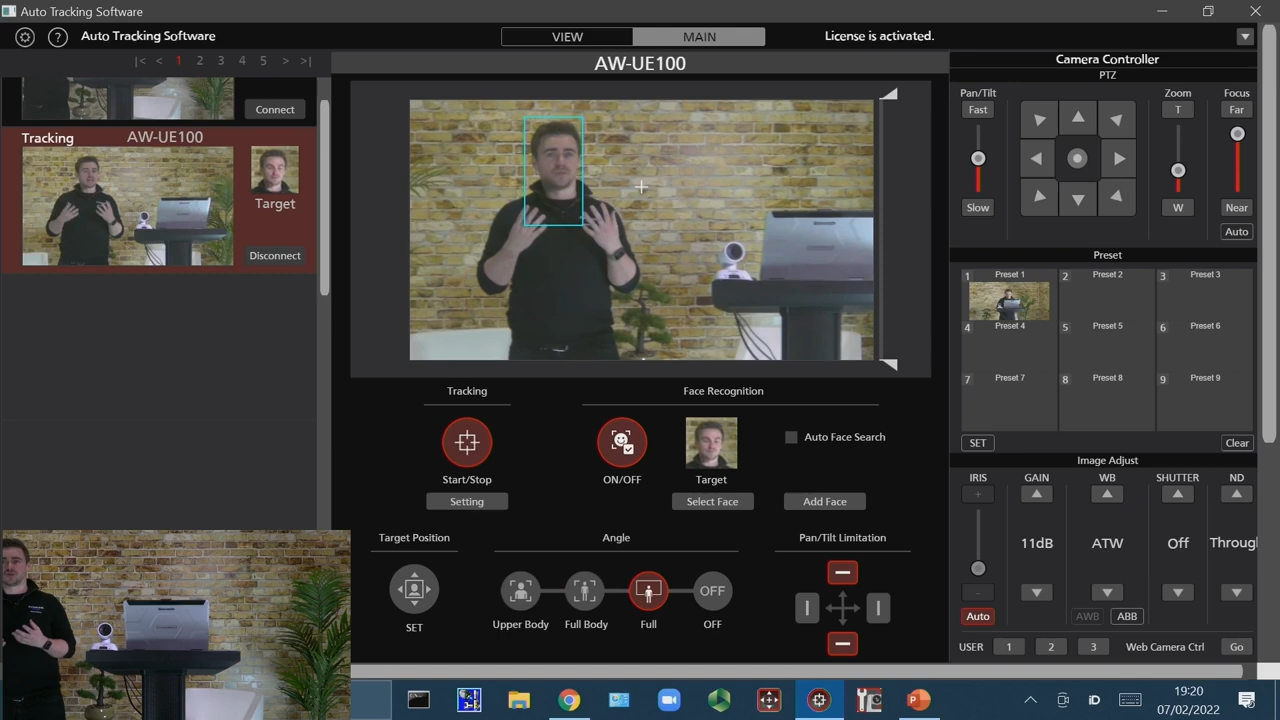 Auto Tracking Software
Auto Tracking Software
VIEW
MAIN
License is activated.
|< < 1 2 3 4 5 > >|
Connect
Tracking
AW-UE100
Target
Disconnect
AW-UE100
Tracking
Start/Stop
Setting
Face Recognition
ON/OFF
Target
Select Face
Auto Face Search
Add Face
Target Position
SET
Angle
Upper Body
Full Body
Full
OFF
OFF
Pan/Tilt Limitation
Camera Controller
PTZ
Pan/Tilt
Fast
Slow
Zoom
T
W
Focus
Far
Near
Auto
Preset
1 Preset 1
2 Preset 2
3 Preset 3
4 Preset 4
5 Preset 5
6 Preset 6
7 Preset 7
8 Preset 8
9 Preset 9
SET
Clear
Image Adjust
IRIS
GAIN
WB
SHUTTER
ND
+
11dB
ATW
Off
Throug
-
Auto
AWB
ABB
USER
1
2
3
Web Camera Ctrl
Go
iD
19:20
07/02/2022